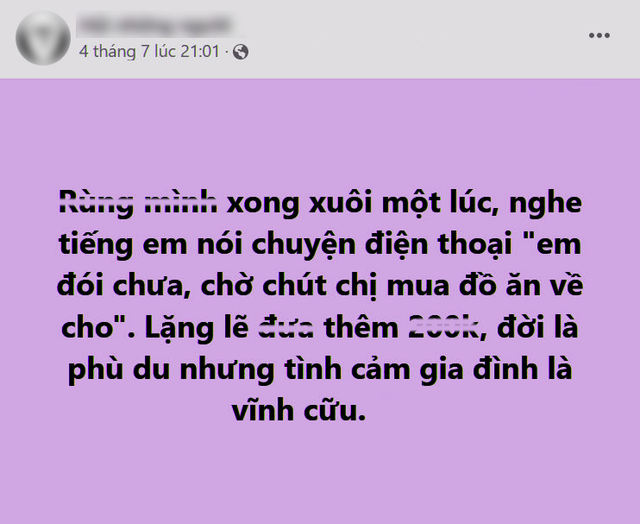 4 tháng 7 lúc 21:01 ·
Rùng mình xong xuôi một lúc, nghe
tiếng em nói chuyện điện thoại "em
đói chưa, chờ chút chị mua đồ ăn về
cho". Lặng lẽ đưa thêm 200k, đời là
phù du nhưng tình cảm gia đình là
vĩnh cữu.